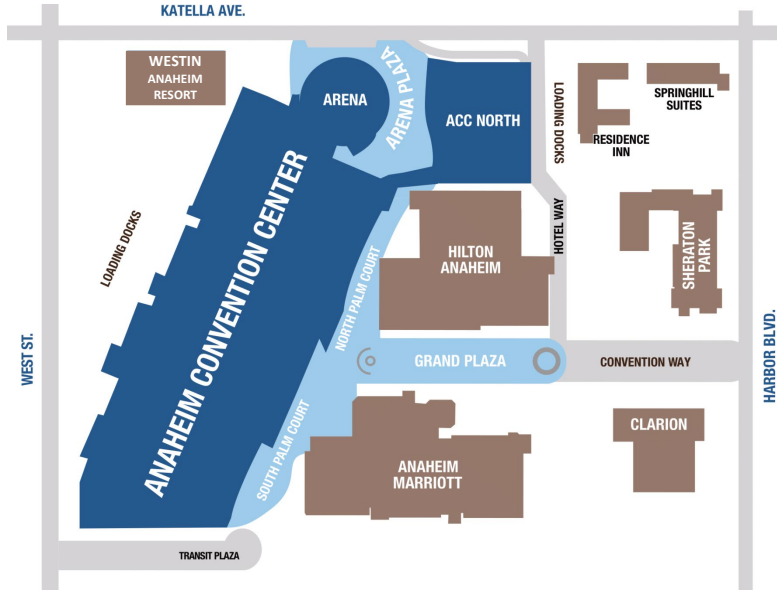 KATELLA AVE.
WESTIN
ANAHEIM
RESORT
ARENA
ARENA PLAZA
ACC NORTH
LOADING DOCKS
SPRINGHILL
SUITES
RESIDENCE
INN
LOADING DOCKS
ANAHEIM CONVENTION CENTER
NORTH PALM COURT
HILTON
ANAHEIM
HOTEL WAY
SHERATON
PARK
WEST ST.
HARBOR BLVD.
GRAND PLAZA
CONVENTION WAY
SOUTH PALM COURT
ANAHEIM
MARRIOTT
CLARION
TRANSIT PLAZA